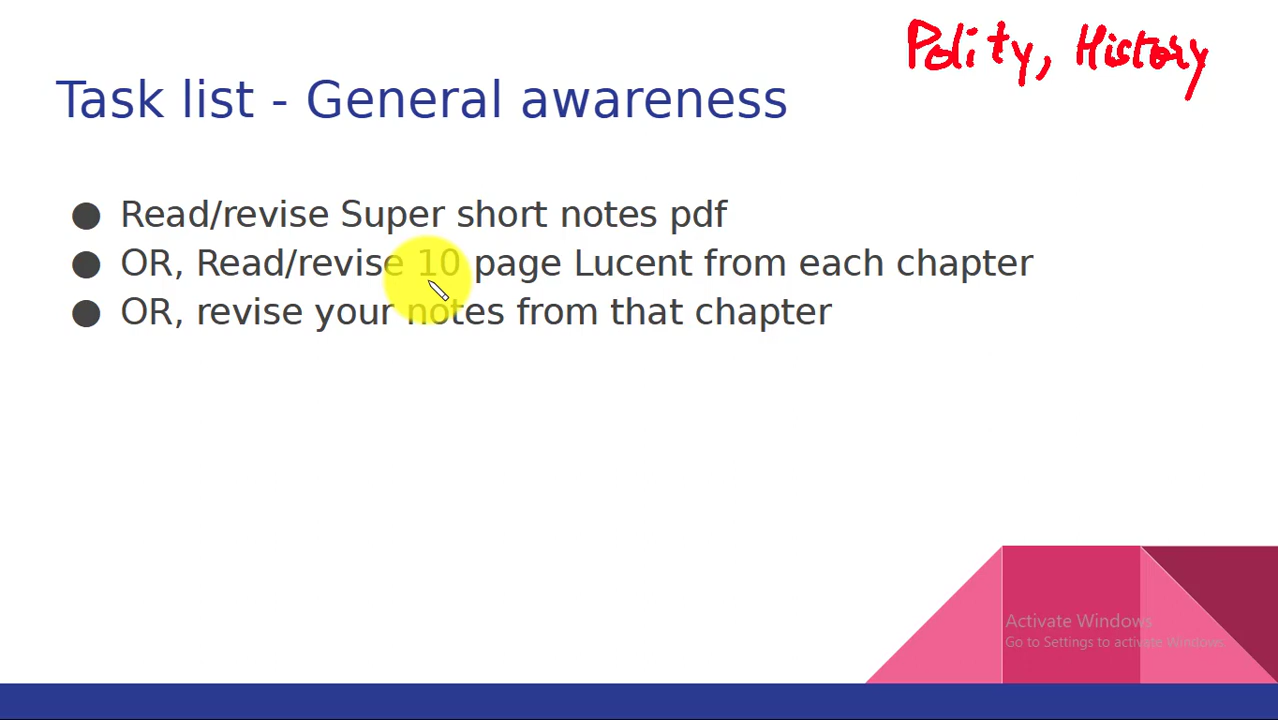 Polity, History
Task list - General awareness
● Read/revise Super short notes pdf
● OR, Read/revise 10 page Lucent from each chapter
● OR, revise your notes from that chapter
Activate Windows
Go to Settings to activate Windows.